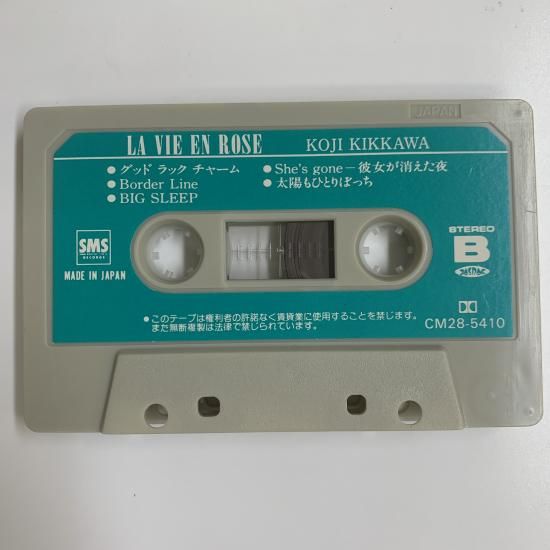 JAPAN
LA VIE EN ROSE KOJI KIKKAWA
● グッド ラック チャーム ● She's gone－彼女が消えた夜
● Border Line ● 太陽もひとりぼっち
● BIG SLEEP
SMS
RECORDS
MADE IN JAPAN
STEREO
B
JASRAC
● このテープは権利者の許諾なく賃貸業に使用することを禁じます。
また無断複製は法律で禁じられています。
CM28-5410